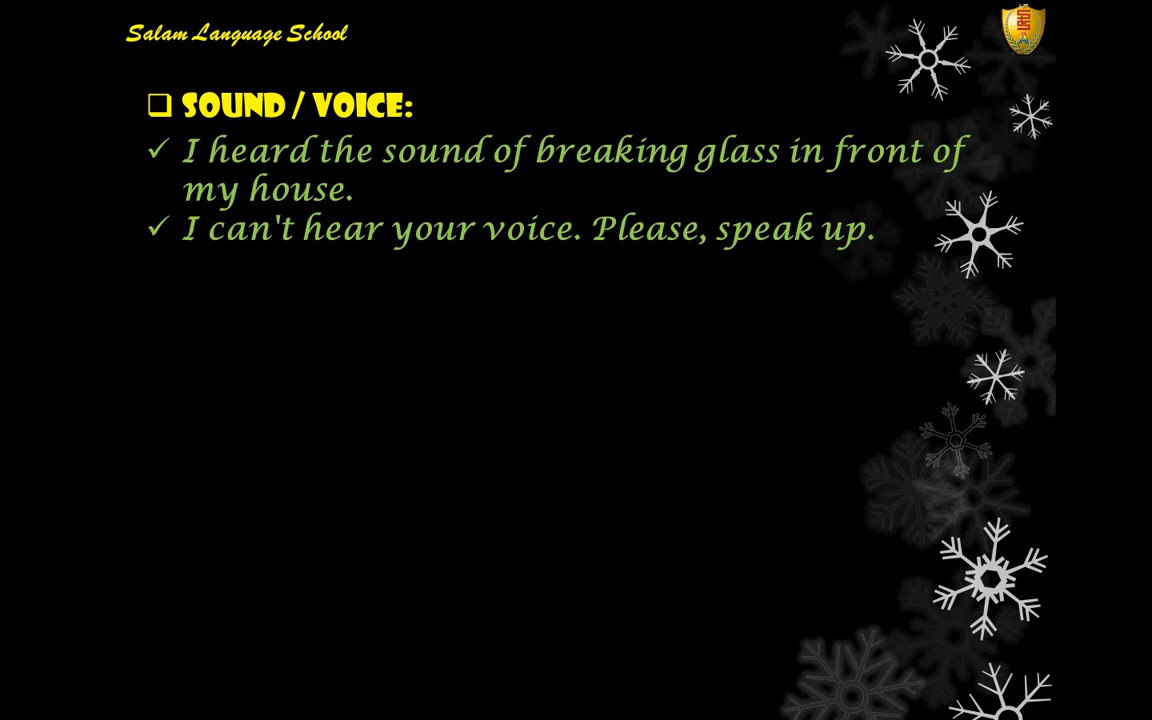 Salam Language School
SOUND / VOICE:
I heard the sound of breaking glass in front of
my house.
I can't hear your voice. Please, speak up.